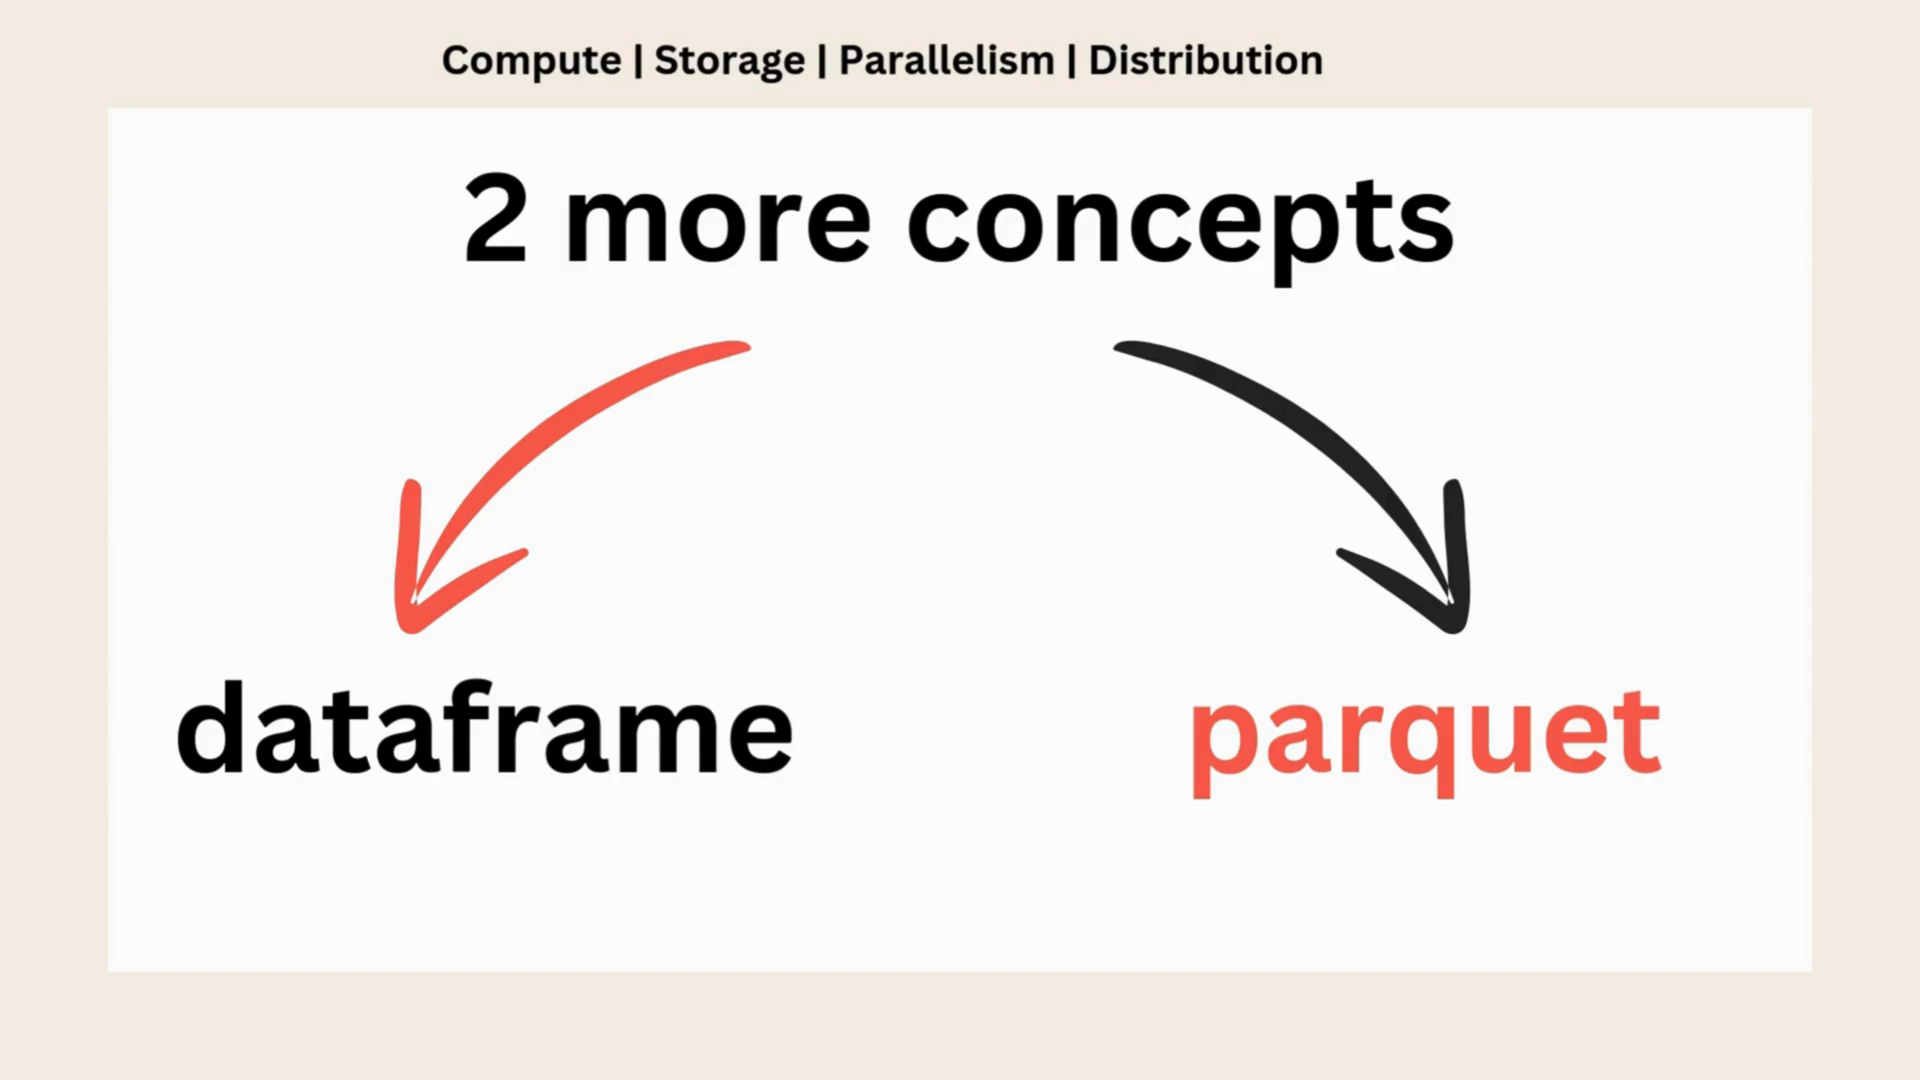 Compute | Storage | Parallelism | Distribution
2 more concepts
dataframe
parquet